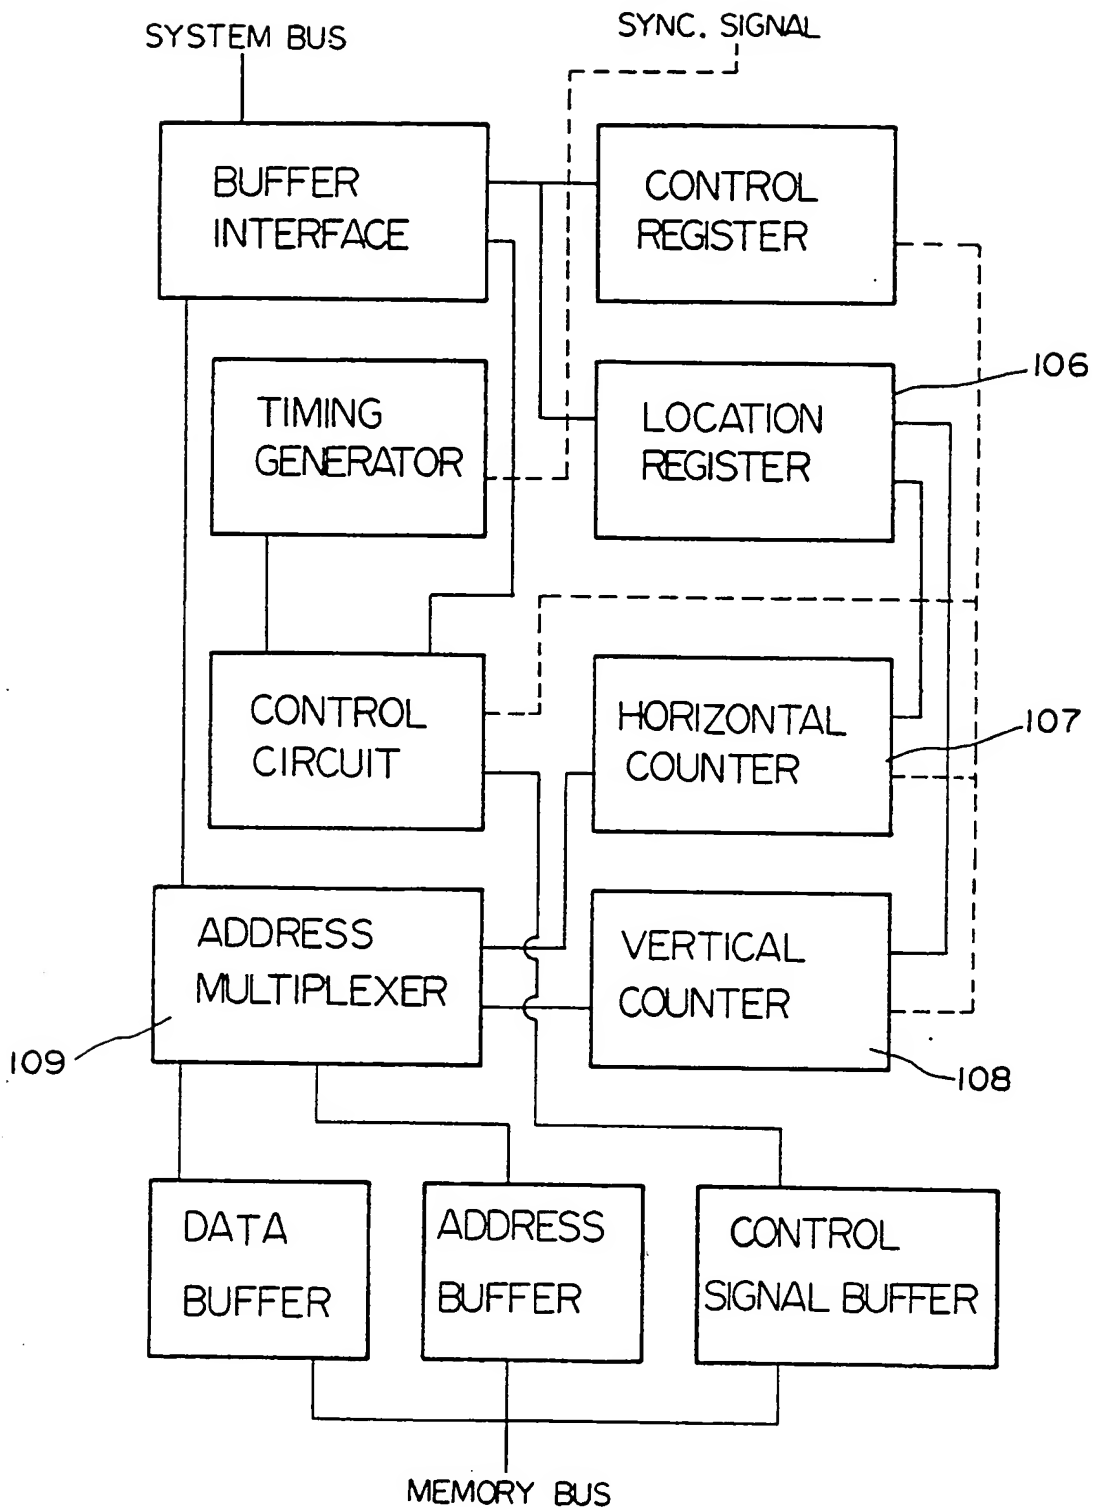 SYSTEM BUS
SYNC. SIGNAL
BUFFER
INTERFACE
CONTROL
REGISTER
TIMING
GENERATOR
LOCATION
REGISTER
106
CONTROL
CIRCUIT
HORIZONTAL
COUNTER
107
ADDRESS
MULTIPLEXER
109
VERTICAL
COUNTER
108
DATA
BUFFER
ADDRESS
BUFFER
CONTROL
SIGNAL BUFFER
MEMORY BUS